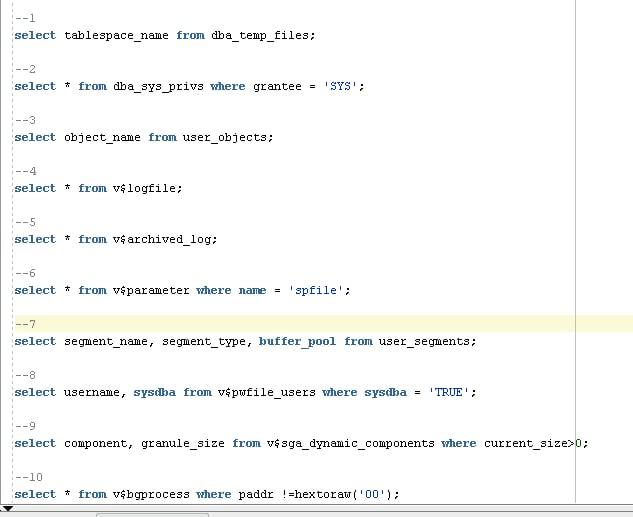 --1
select tablespace_name from dba_temp_files;
--2
select * from dba_sys_privs where grantee = 'SYS';
--3
select object_name from user_objects;
--4
select * from v$logfile;
--5
select * from v$archived_log;
--6
select * from v$parameter where name = 'spfile';
--7
select segment_name, segment_type, buffer_pool from user_segments;
--8
select username, sysdba from v$pwfile_users where sysdba = 'TRUE';
--9
select component, granule_size from v$sga_dynamic_components where current_size>0;
--10
select * from v$bgprocess where paddr !=hextoraw('00');